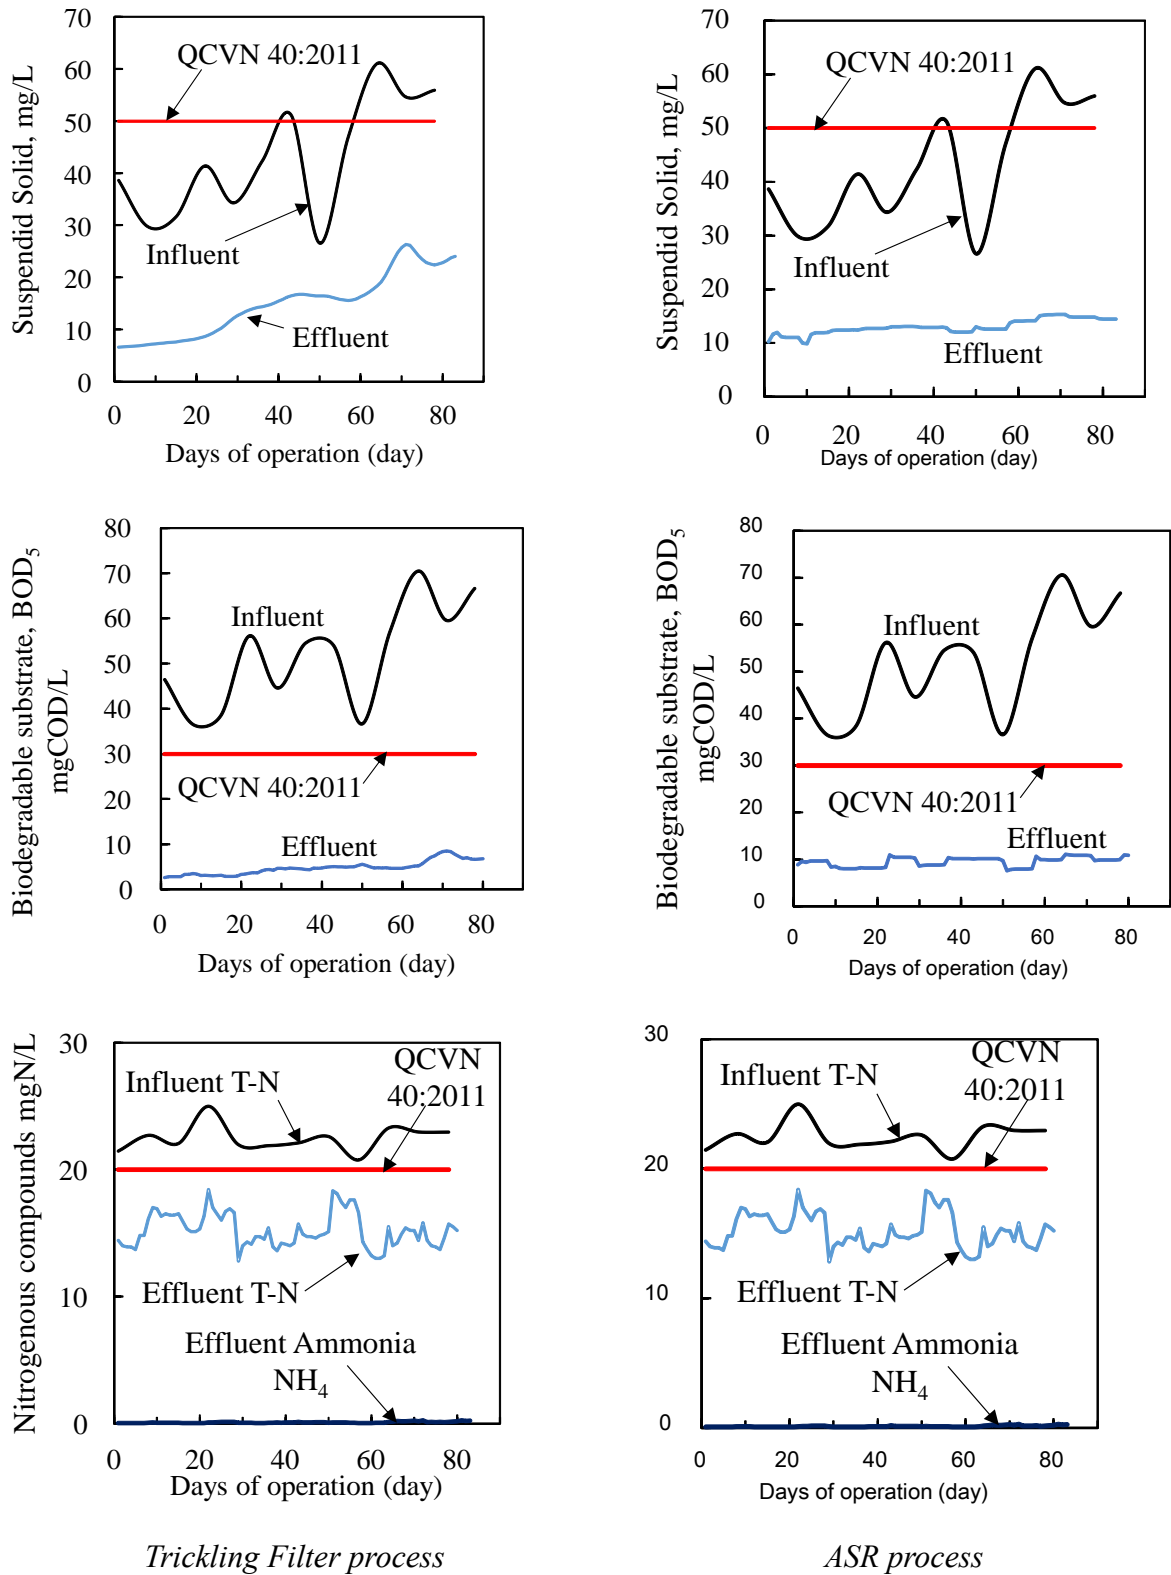 Suspendid Solid, mg/L
70
60
50
40
30
20
10
0
QCVN 40:2011
Influent
Effluent
0 20 40 60 80
Days of operation (day)
Suspendid Solid, mg/L
70
60
50
40
30
20
10
0
QCVN 40:2011
Influent
Effluent
0 20 40 60 80
Days of operation (day)
Biodegradable substrate, BOD5
mgCOD/L
80
70
60
50
40
30
20
10
0
Influent
QCVN 40:2011
Effluent
0 20 40 60 80
Days of operation (day)
Biodegradable substrate, BOD5
mgCOD/L
80
70
60
50
40
30
20
10
0
Influent
QCVN 40:2011
Effluent
0 20 40 60 80
Days of operation (day)
Nitrogenous compounds mgN/L
30
20
10
0
QCVN
40:2011
Influent T-N
Effluent T-N
Effluent Ammonia
NH4
0 20 40 60 80
Days of operation (day)
30
20
10
0
QCVN
40:2011
Influent T-N
Effluent T-N
Effluent Ammonia
NH4
0 20 40 60 80
Days of operation (day)
Trickling Filter process
ASR process